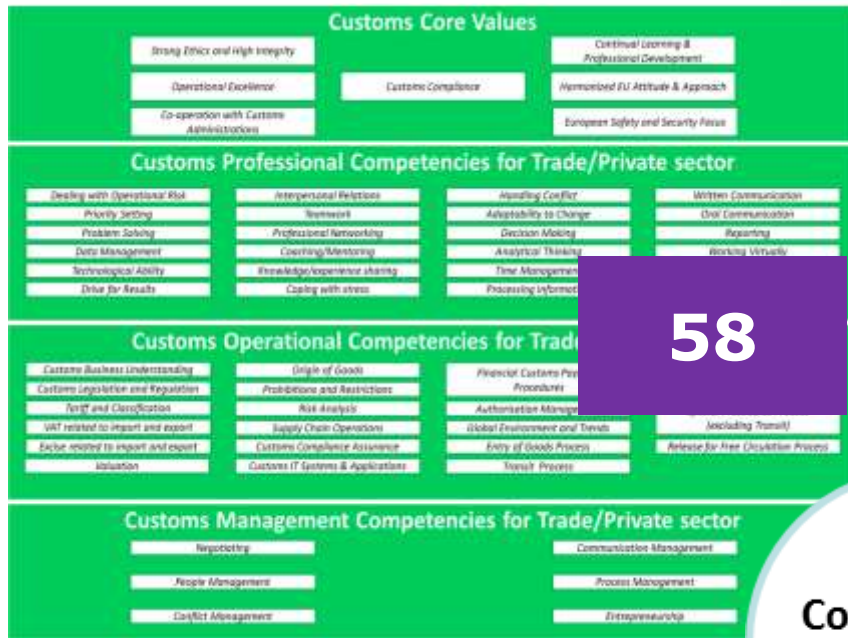 Customs Core Values
Strong Ethics and High Integrity
Operational Excellence
Co-operation with Customs
Administrations
Customs Compliance
Continual Learning &
Professional Development
Harmonized EU Attitude & Approach
European Safety and Security Focus
Customs Professional Competencies for Trade/Private sector
Dealing with Operational Risk
Priority Setting
Problem Solving
Data Management
Technological Ability
Drive for Results
Interpersonal Relations
Teamwork
Professional Networking
Coaching/Mentoring
Knowledge/experience sharing
Coping with stress
Handling Conflict
Adaptability to Change
Decision Making
Analytical Thinking
Time Managemen
Processing Informati
Written Communication
Oral Communication
Reporting
Working Virtually
58
Customs Operational Competencies for Trad
Customs Business Understanding
Customs Legislation and Regulation
Tariff and Classification
VAT related to import and export
Excise related to import and export
Valuation
Origin of Goods
Prohibitions and Restrictions
Risk Analysis
Supply Chain Operations
Customs Compliance Assurance
Customs IT Systems & Applications
Financial Customs Pay
Procedures
Authorisation Manage
Global Environment and Trends
Entry of Goods Process
Transit Process
(excluding Transit)
Release for Free Circulation Process
Customs Management Competencies for Trade/Private sector
Negotiating
People Management
Conflict Management
Communication Management
Process Management
Entrepreneurship
Co